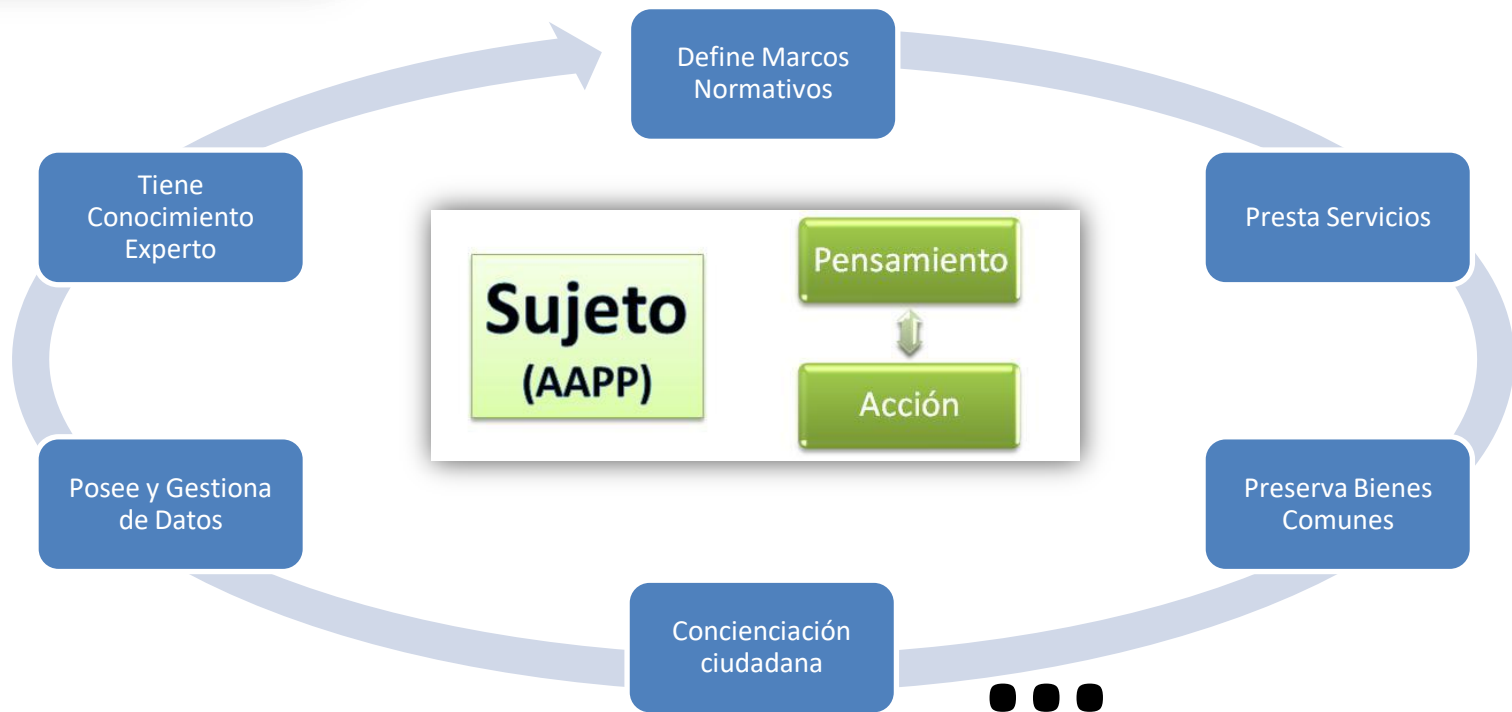 Define Marcos
Normativos
Presta Servicios
Preserva Bienes
Comunes
Concienciación
ciudadana
...
Posee y Gestiona
de Datos
Tiene
Conocimiento
Experto
Sujeto
(AAPP)
Pensamiento
Acción